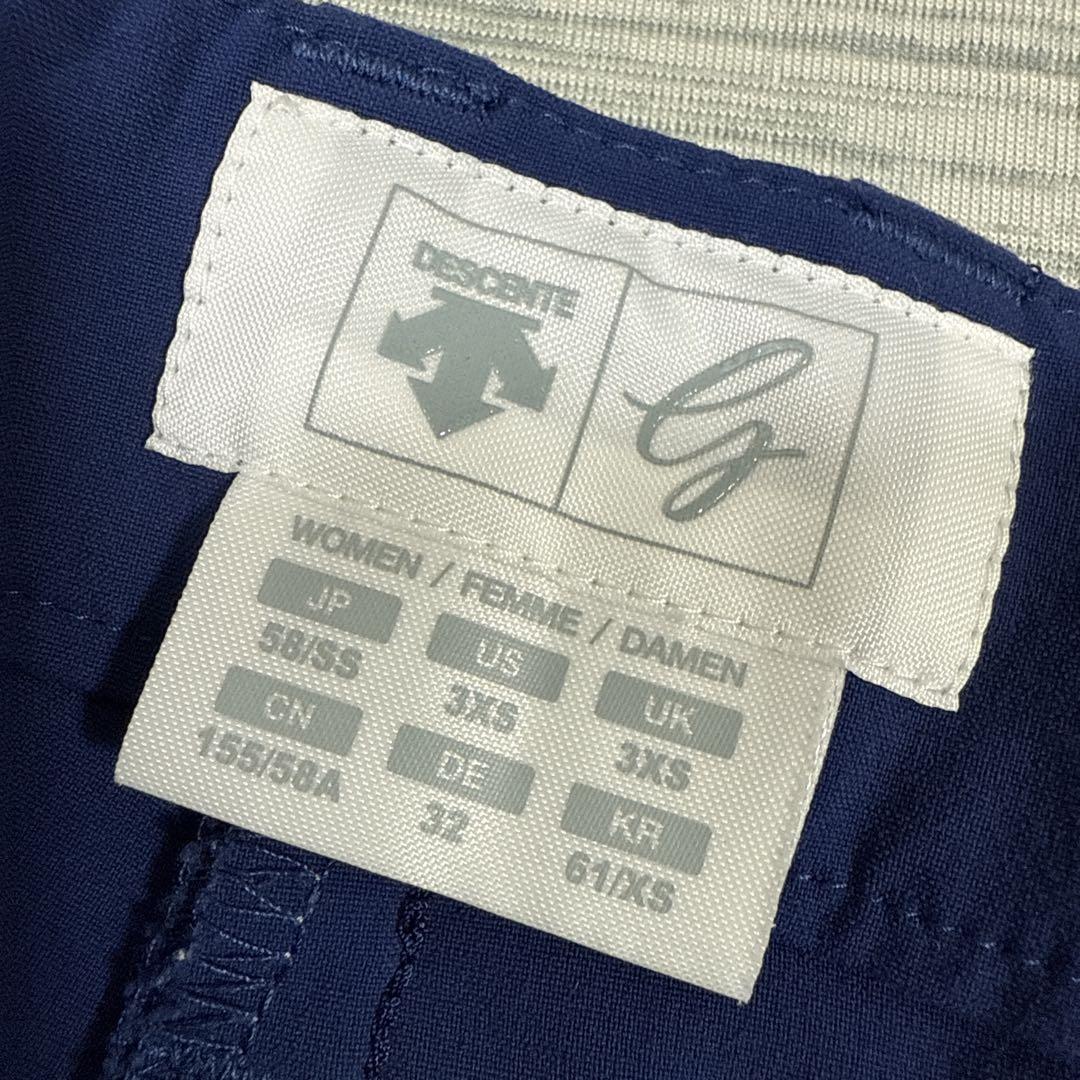 DESCENTE
G
WOMEN / FEMME / DAMEN
JP US UK
58/SS 3XS 3XS
CN DE KR
155/58A 32 61/XS